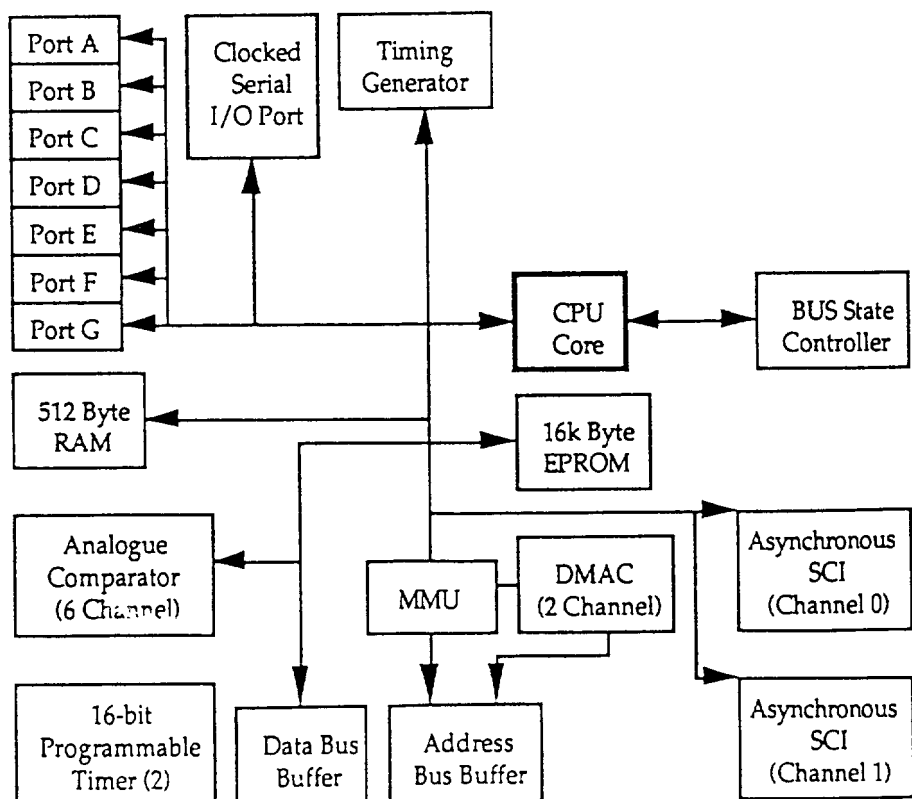 Port A
Port B
Port C
Port D
Port E
Port F
Port G
Clocked
Serial
I/O Port
Timing
Generator
CPU
Core
BUS State
Controller
512 Byte
RAM
16k Byte
EPROM
Analogue
Comparator
(6 Channel)
MMU
DMAC
(2 Channel)
Asynchronous
SCI
(Channel 0)
16-bit
Programmable
Timer (2)
Data Bus
Buffer
Address
Bus Buffer
Asynchronous
SCI
(Channel 1)